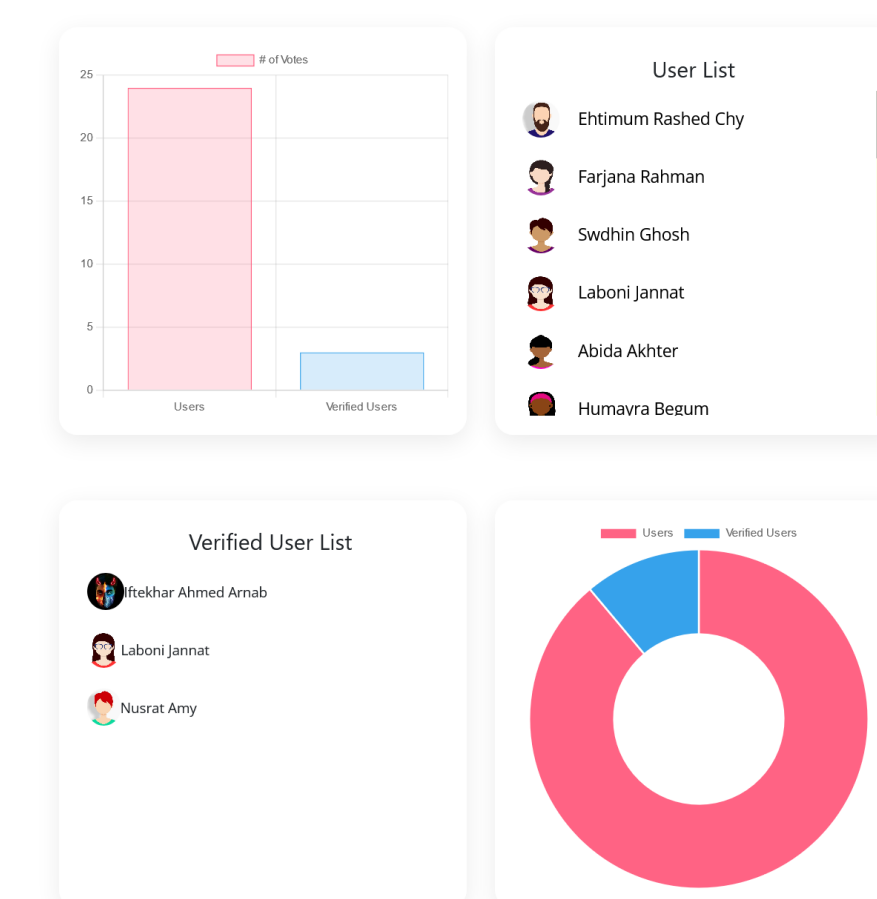 # of Votes
25
20
15
10
5
0
Users
Verified Users
User List
Ehtimum Rashed Chy
Farjana Rahman
Swdhin Ghosh
Laboni Jannat
Abida Akhter
Humayra Begum
Verified User List
Iftekhar Ahmed Arnab
Laboni Jannat
Nusrat Amy
Users Verified Users